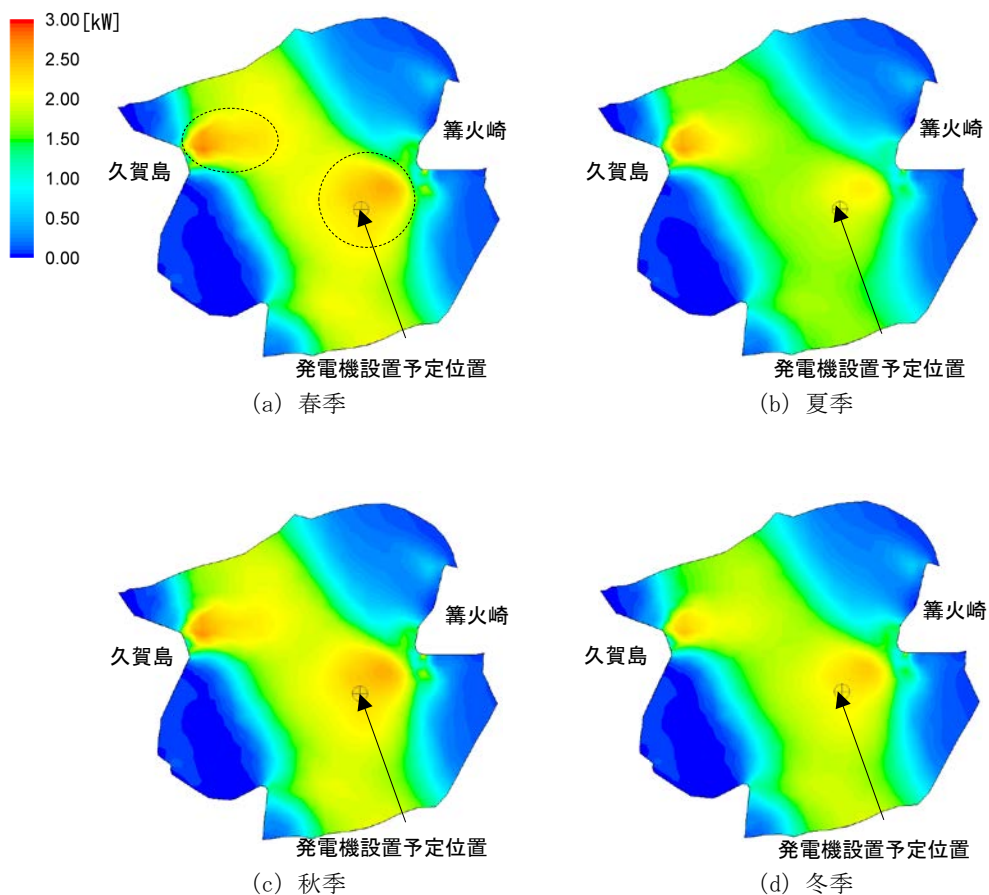 3.00 [kW]
2.50
2.00
1.50
1.00
0.50
0.00
久賀島
篝火崎
発電機設置予定位置
(a) 春季
久賀島
篝火崎
発電機設置予定位置
(b) 夏季
久賀島
篝火崎
発電機設置予定位置
(c) 秋季
久賀島
篝火崎
発電機設置予定位置
(d) 冬季